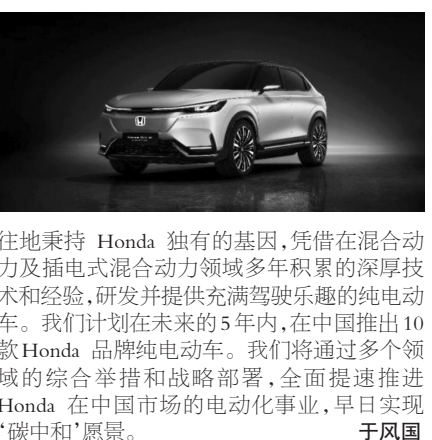 往地秉持 Honda 独有的基因,凭借在混合动
力及插电式混合动力领域多年积累的深厚技
术和经验,研发并提供充满驾驶乐趣的纯电动
车。我们计划在未来的5年内,在中国推出10
款Honda 品牌纯电动车。我们将通过多个领
域的综合举措和战略部署,全面提速推进
Honda 在中国市场的电动化事业,早日实现
‘碳中和’愿景。 于风国